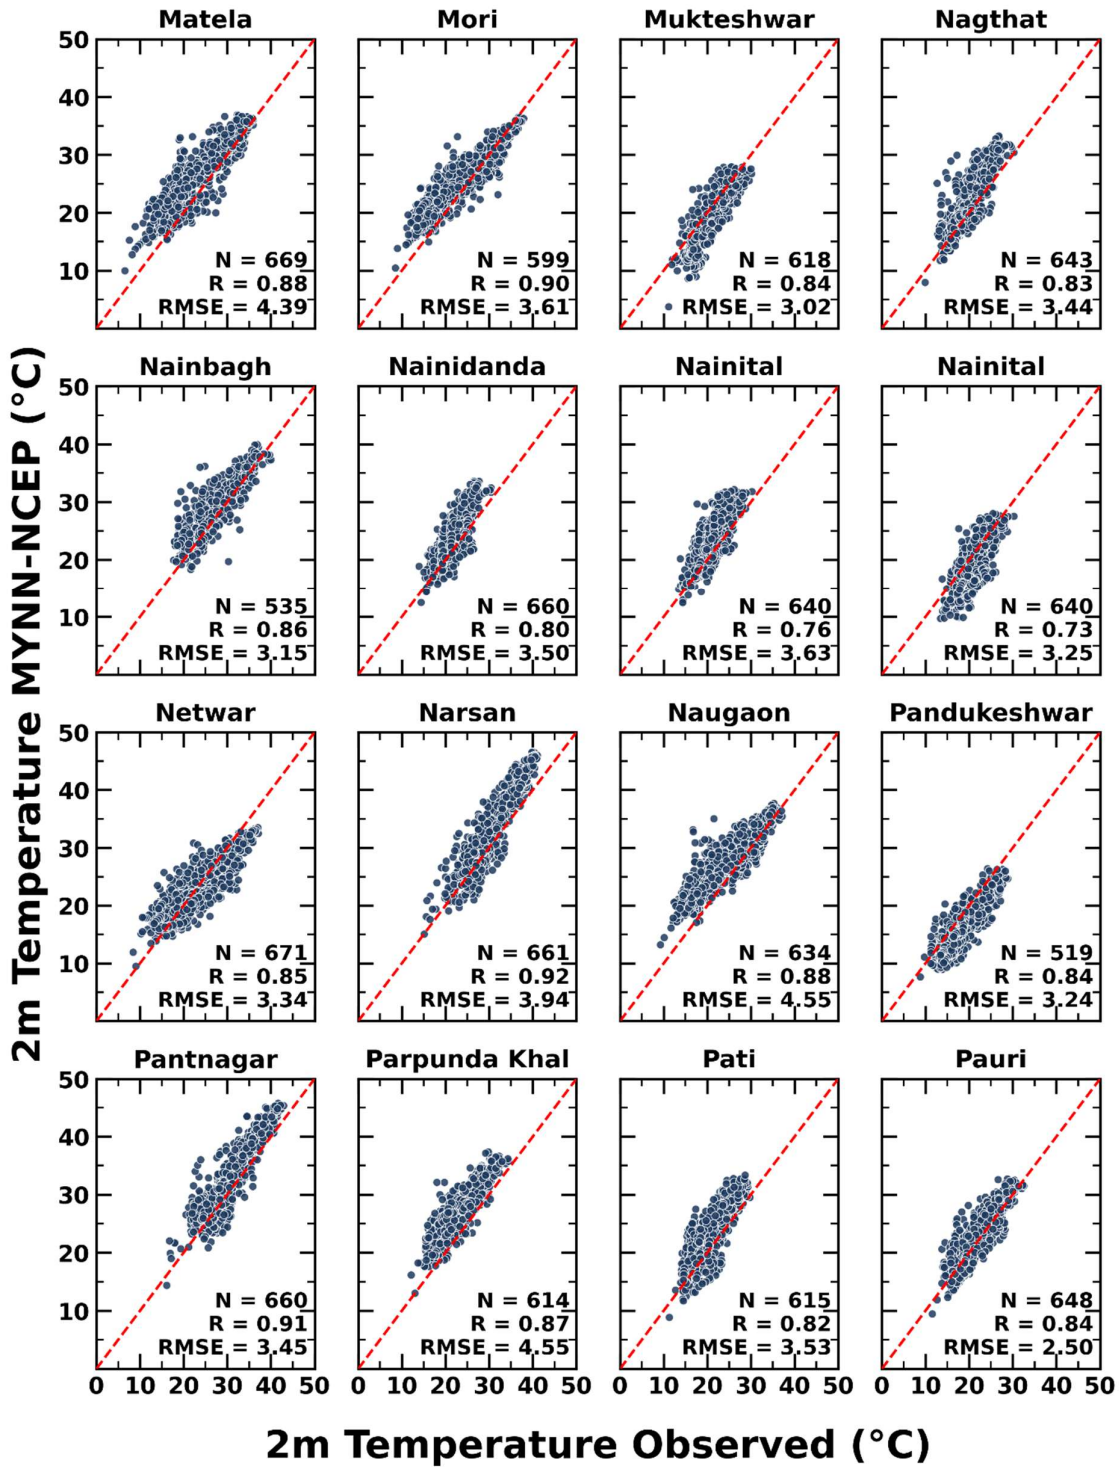 Matela
Mori
Mukteshwar
Nagthat
50
40
30
20
10
N = 669
R = 0.88
RMSE = 4.39
N = 599
R = 0.90
RMSE = 3.61
N = 618
R = 0.84
RMSE = 3.02
N = 643
R = 0.83
RMSE = 3.44
2m Temperature MYNN-NCEP (°C)
Nainbagh
Nainidanda
Nainital
Nainital
50
40
30
20
10
N = 535
R = 0.86
RMSE = 3.15
N = 660
R = 0.80
RMSE = 3.50
N = 640
R = 0.76
RMSE = 3.63
N = 640
R = 0.73
RMSE = 3.25
Netwar
Narsan
Naugaon
Pandukeshwar
50
40
30
20
10
N = 671
R = 0.85
RMSE = 3.34
N = 661
R = 0.92
RMSE = 3.94
N = 634
R = 0.88
RMSE = 4.55
N = 519
R = 0.84
RMSE = 3.24
Pantnagar
Parpunda Khal
Pati
Pauri
50
40
30
20
10
N = 660
R = 0.91
RMSE = 3.45
N = 614
R = 0.87
RMSE = 4.55
N = 615
R = 0.82
RMSE = 3.53
N = 648
R = 0.84
RMSE = 2.50
0 10 20 30 40 50
0 10 20 30 40 50
0 10 20 30 40 50
0 10 20 30 40 50
2m Temperature Observed (°C)